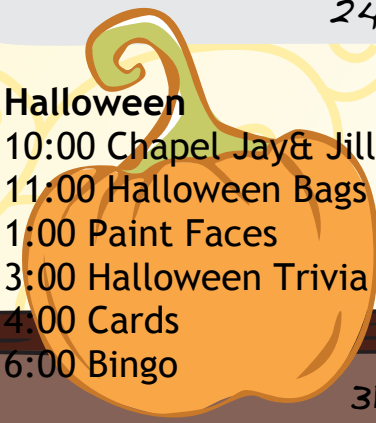 24
Halloween
10:00 Chapel Jay& Jill
11:00 Halloween Bags
1:00 Paint Faces
3:00 Halloween Trivia
4:00 Cards
6:00 Bingo